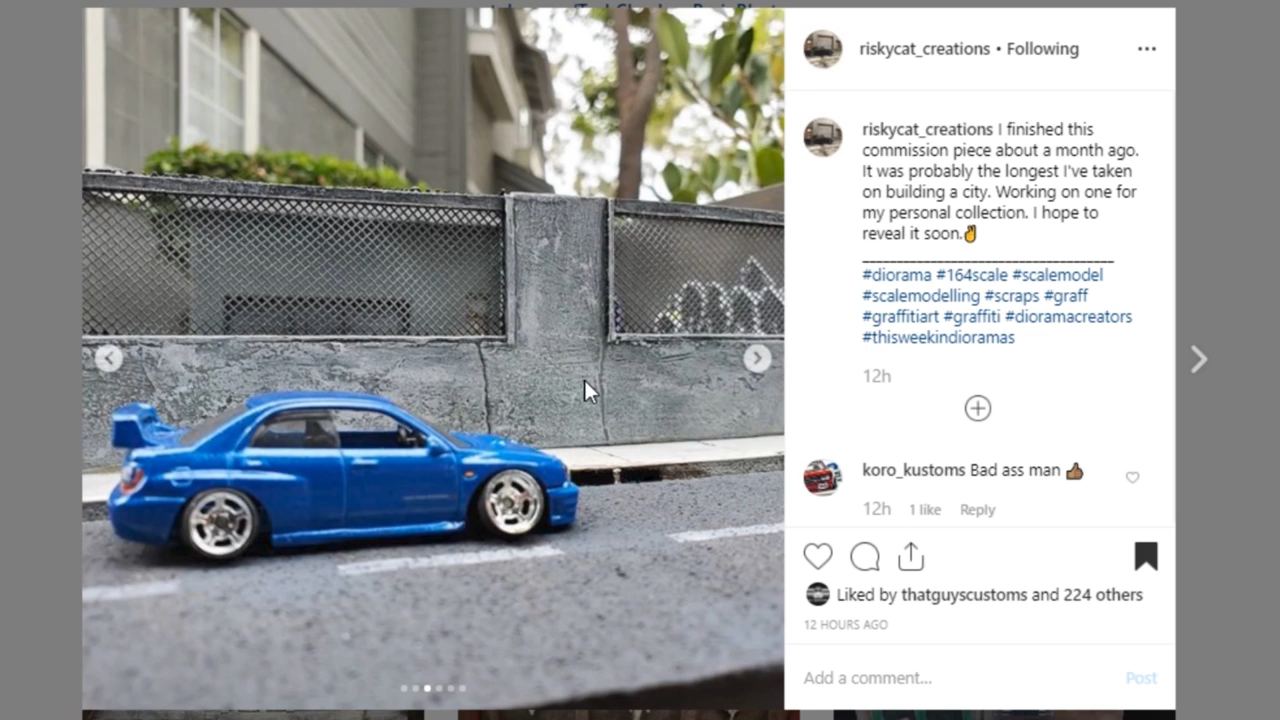 riskycat_creations • Following
riskycat_creations I finished this
commission piece about a month ago.
It was probably the longest I've taken
on building a city. Working on one for
my personal collection. I hope to
reveal it soon.✌
#diorama #164scale #scalemodel
#scalemodelling #scraps #graff
#graffitiart #graffiti #dioramacreators
#thisweekindioramas
12h
koro_kustoms Bad ass man 👍🏾
12h 1 like Reply
Liked by thatguyscustoms and 224 others
12 HOURS AGO
Add a comment... Post